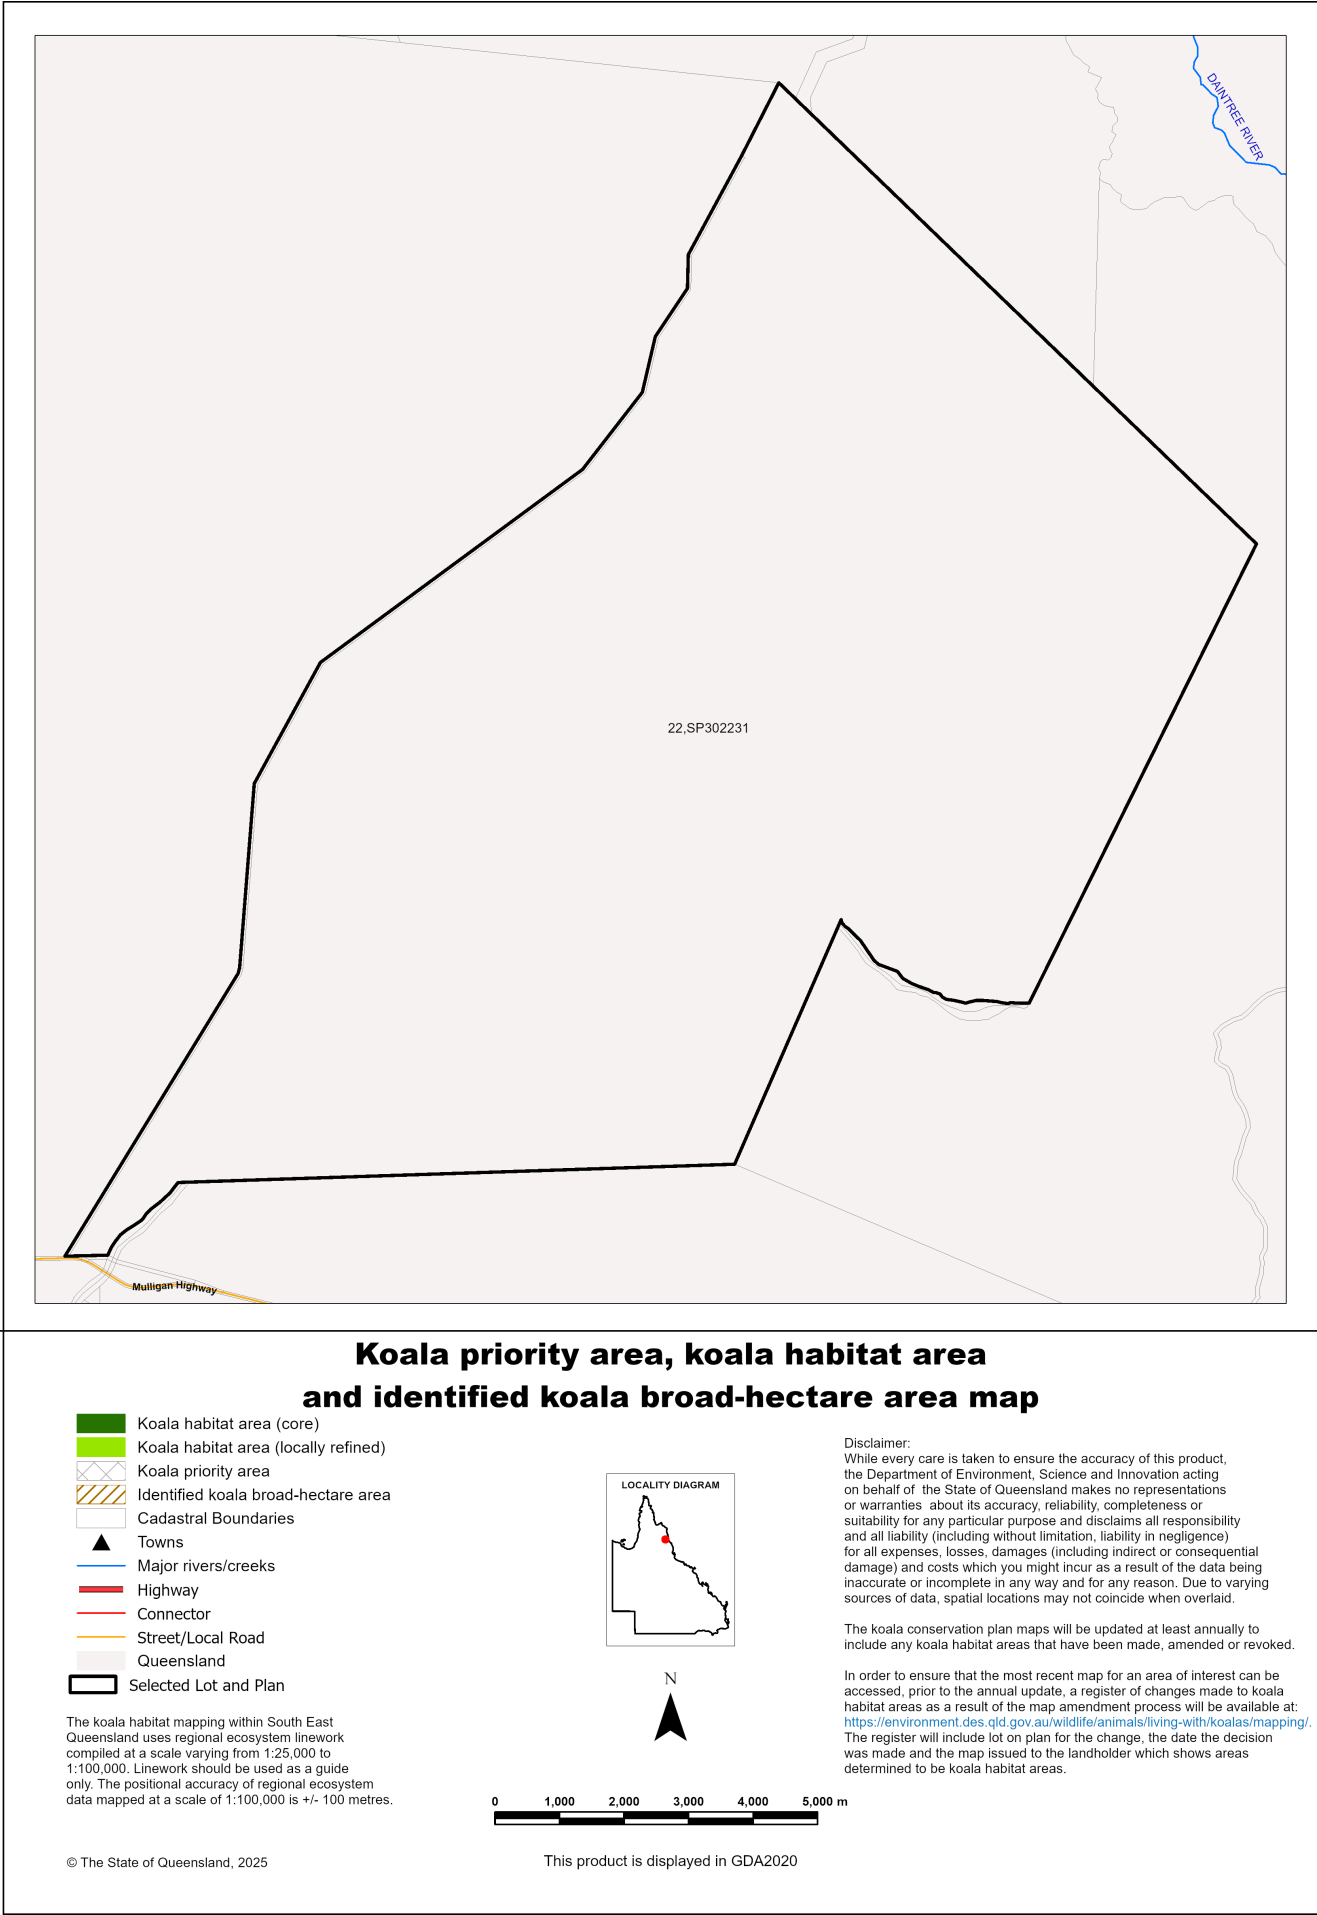 DAINTREE RIVER
22,SP302231
Mulligan Highway
Koala priority area, koala habitat area
and identified koala broad-hectare area map
Koala habitat area (core)
Koala habitat area (locally refined)
Koala priority area
Identified koala broad-hectare area
Cadastral Boundaries
Towns
Major rivers/creeks
Highway
Connector
Street/Local Road
Queensland
Selected Lot and Plan
The koala habitat mapping within South East
Queensland uses regional ecosystem linework
compiled at a scale varying from 1:25,000 to
1:100,000. Linework should be used as a guide
only. The positional accuracy of regional ecosystem
data mapped at a scale of 1:100,000 is +/- 100 metres.
© The State of Queensland, 2025
LOCALITY DIAGRAM
N
0 1,000 2,000 3,000 4,000 5,000 m
This product is displayed in GDA2020
Disclaimer:
While every care is taken to ensure the accuracy of this product,
the Department of Environment, Science and Innovation acting
on behalf of  the State of Queensland makes no representations
or warranties  about its accuracy, reliability, completeness or
suitability for any particular purpose and disclaims all responsibility
and all liability (including without limitation, liability in negligence)
for all expenses, losses, damages (including indirect or consequential
damage) and costs which you might incur as a result of the data being
inaccurate or incomplete in any way and for any reason. Due to varying
sources of data, spatial locations may not coincide when overlaid.
The koala conservation plan maps will be updated at least annually to
include any koala habitat areas that have been made, amended or revoked.
In order to ensure that the most recent map for an area of interest can be
accessed, prior to the annual update, a register of changes made to koala
habitat areas as a result of the map amendment process will be available at:
https://environment.des.qld.gov.au/wildlife/animals/living-with/koalas/mapping/.
The register will include lot on plan for the change, the date the decision
was made and the map issued to the landholder which shows areas
determined to be koala habitat areas.